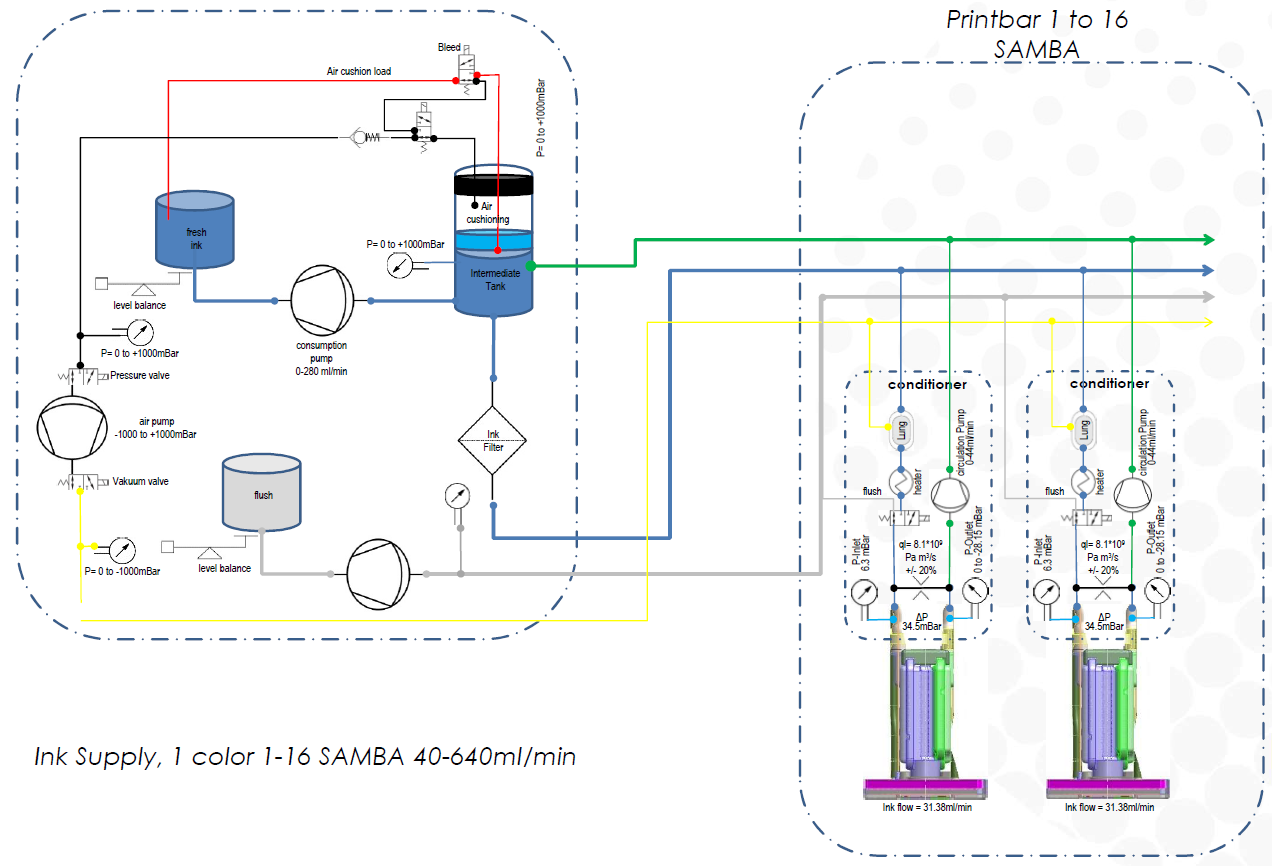 Printbar 1 to 16
SAMBA
Bleed
Air cushion load
P= 0 to +1000mBar
fresh
ink
Air
cushioning
P= 0 to +1000mBar
Intermediate
Tank
level balance
P= 0 to +1000mBar
consumption
pump
0-280 ml/min
Pressure valve
air pump
-1000 to +1000mBar
Ink
Filter
Vakuum valve
flush
P= 0 to -1000mBar
level balance
conditioner
Lung
circulation Pump
0-44ml/min
heater
flush
P-Inlet
6.3 mBar
ql= 8.1*10⁹
Pa m³/s
+/- 20%
P-Outlet
0 to -28.15 mBar
ΔP
34.5mBar
Ink flow = 31.38ml/min
conditioner
Lung
circulation Pump
0-44ml/min
heater
flush
P-Inlet
6.3 mBar
ql= 8.1*10⁹
Pa m³/s
+/- 20%
P-Outlet
0 to -28.15 mBar
ΔP
34.5mBar
Ink flow = 31.38ml/min
Ink Supply, 1 color 1-16 SAMBA 40-640ml/min